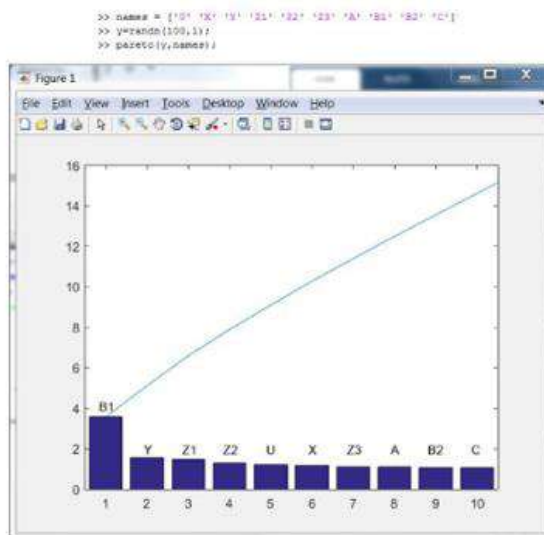 >> names = {'U' 'X' 'Y' 'Z1' 'Z2' 'Z3' 'A' 'B1' 'B2' 'C'}
>> y=randn(100,1);
>> pareto(y,names);
Figure 1
File Edit View Insert Tools Desktop Window Help
16
14
12
10
8
6
4
2
0
B1 Y Z1 Z2 U X Z3 A B2 C
1 2 3 4 5 6 7 8 9 10